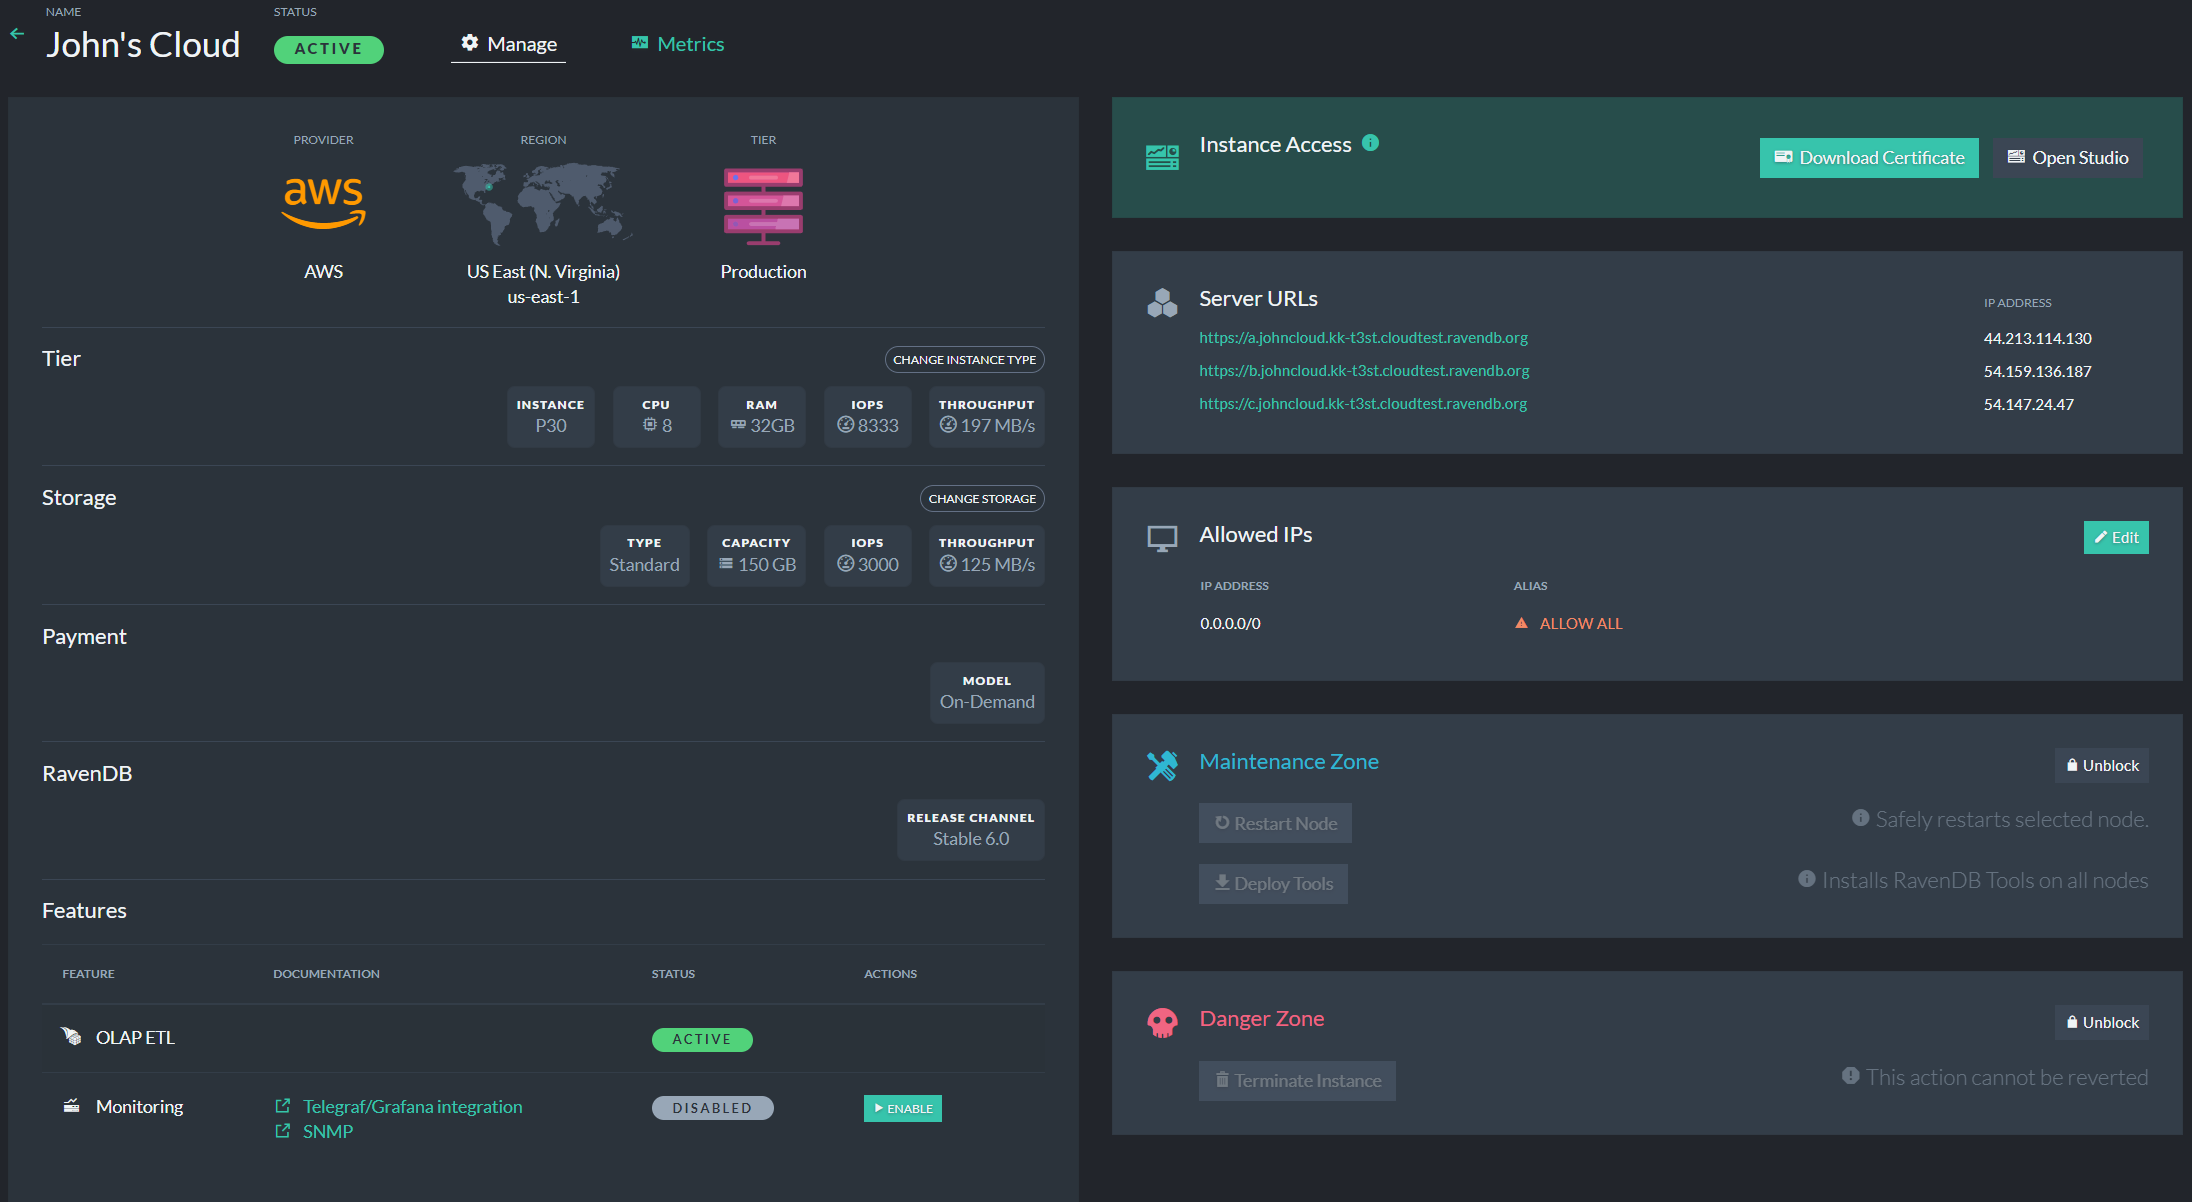 NAME
John's Cloud
STATUS
ACTIVE
Manage
Metrics
PROVIDER
aws
AWS
REGION
US East (N. Virginia)
us-east-1
TIER
Production
Tier
CHANGE INSTANCE TYPE
INSTANCE
P30
CPU
8
RAM
32GB
IOPS
8333
THROUGHPUT
197 MB/s
Storage
CHANGE STORAGE
TYPE
Standard
CAPACITY
150 GB
IOPS
3000
THROUGHPUT
125 MB/s
Payment
MODEL
On-Demand
RavenDB
RELEASE CHANNEL
Stable 6.0
Features
FEATURE DOCUMENTATION STATUS ACTIONS
OLAP ETL ACTIVE
Monitoring Telegraf/Grafana integration DISABLED ENABLE
SNMP
Instance Access
Download Certificate
Open Studio
Server URLs IP ADDRESS
https://a.johncloud.kk-t3st.cloudtest.ravendb.org 44.213.114.130
https://b.johncloud.kk-t3st.cloudtest.ravendb.org 54.159.136.187
https://c.johncloud.kk-t3st.cloudtest.ravendb.org 54.147.24.47
Allowed IPs
Edit
IP ADDRESS ALIAS
0.0.0.0/0 ALLOW ALL
Maintenance Zone
Unblock
Restart Node Safely restarts selected node.
Deploy Tools Installs RavenDB Tools on all nodes
Danger Zone
Unblock
Terminate Instance This action cannot be reverted